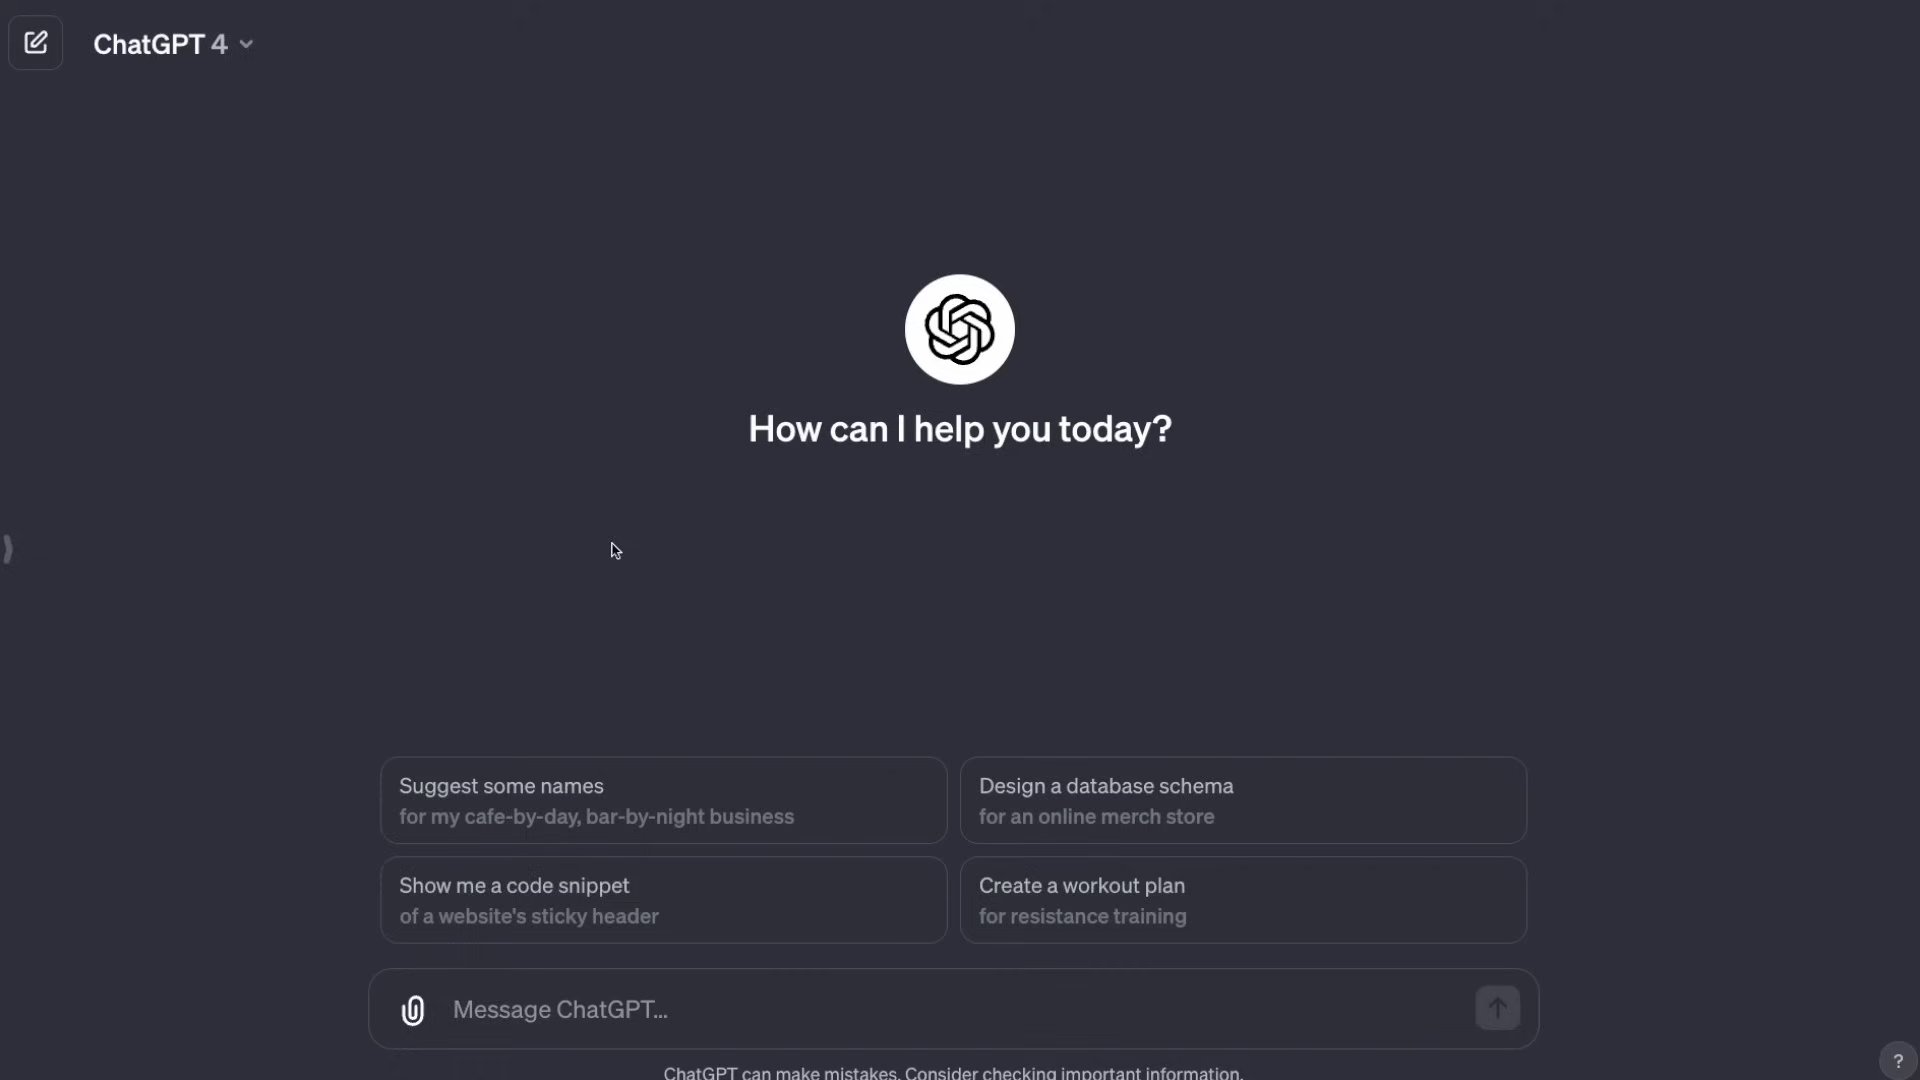 ChatGPT 4
How can I help you today?
Suggest some names
for my cafe-by-day, bar-by-night business
Design a database schema
for an online merch store
Show me a code snippet
of a website's sticky header
Create a workout plan
for resistance training
Message ChatGPT...
ChatGPT can make mistakes. Consider checking important information.
?